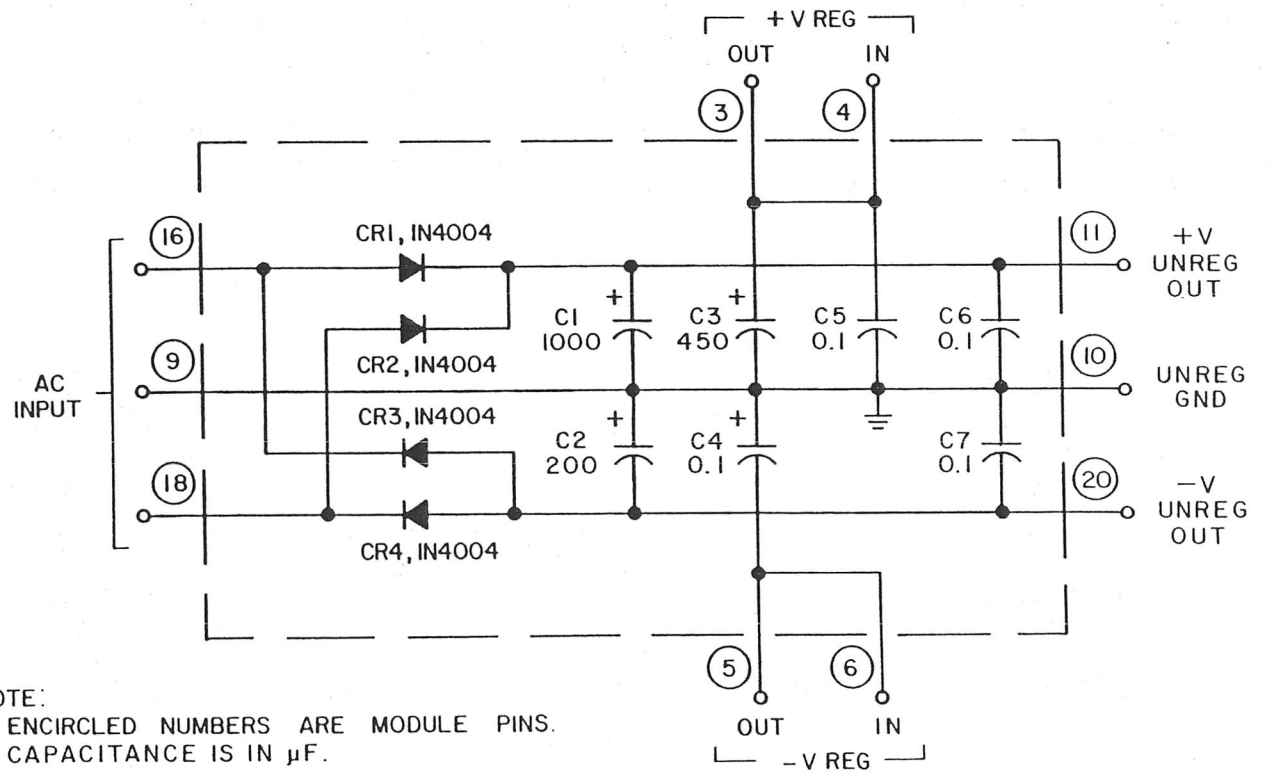 + V REG
OUT IN
3 4
16 CR1, IN4004 11 +V
UNREG
OUT
+ + C1 1000 C3 450 C5 0.1 C6 0.1
CR2, IN4004
9 10 UNREG
GND
AC
INPUT
CR3, IN4004
+ + C2 200 C4 0.1 C7 0.1
18 20 -V
UNREG
OUT
CR4, IN4004
5 6
OUT IN
- V REG
OTE:
ENCIRCLED NUMBERS ARE MODULE PINS.
CAPACITANCE IS IN µF.